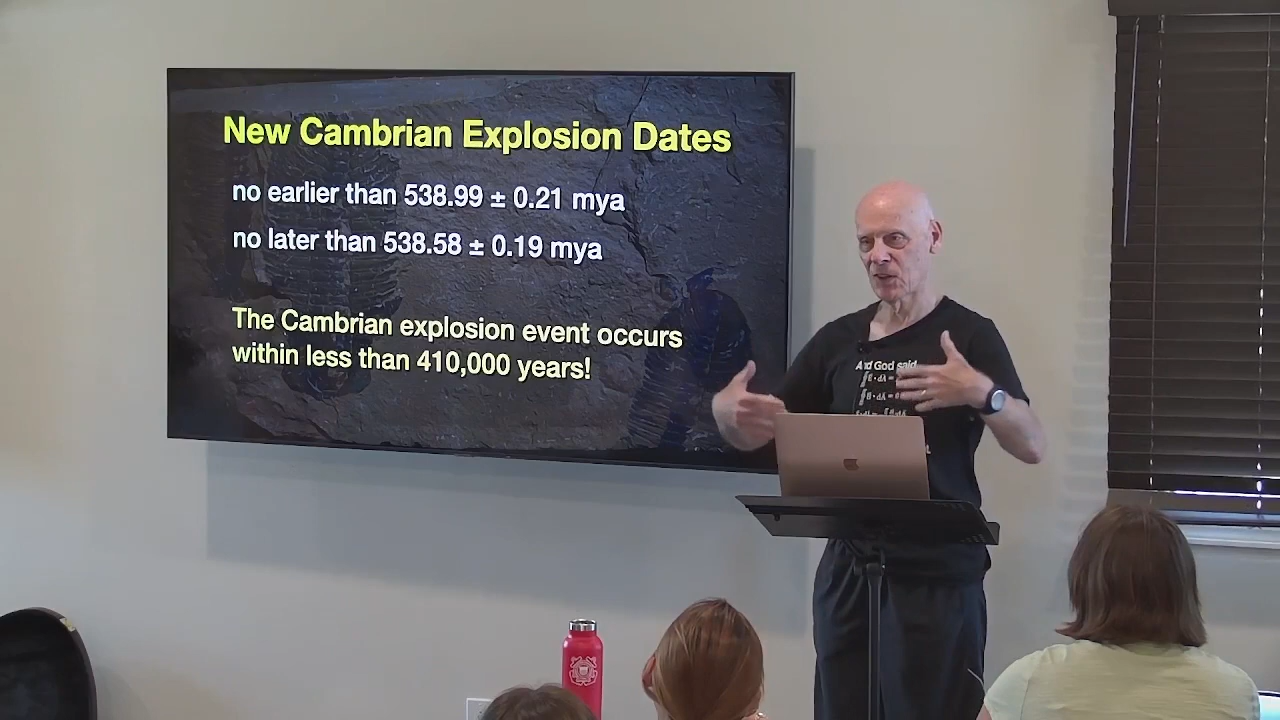 New Cambrian Explosion Dates
no earlier than 538.99 ± 0.21 mya
no later than 538.58 ± 0.19 mya
The Cambrian explosion event occurs
within less than 410,000 years!
And God said